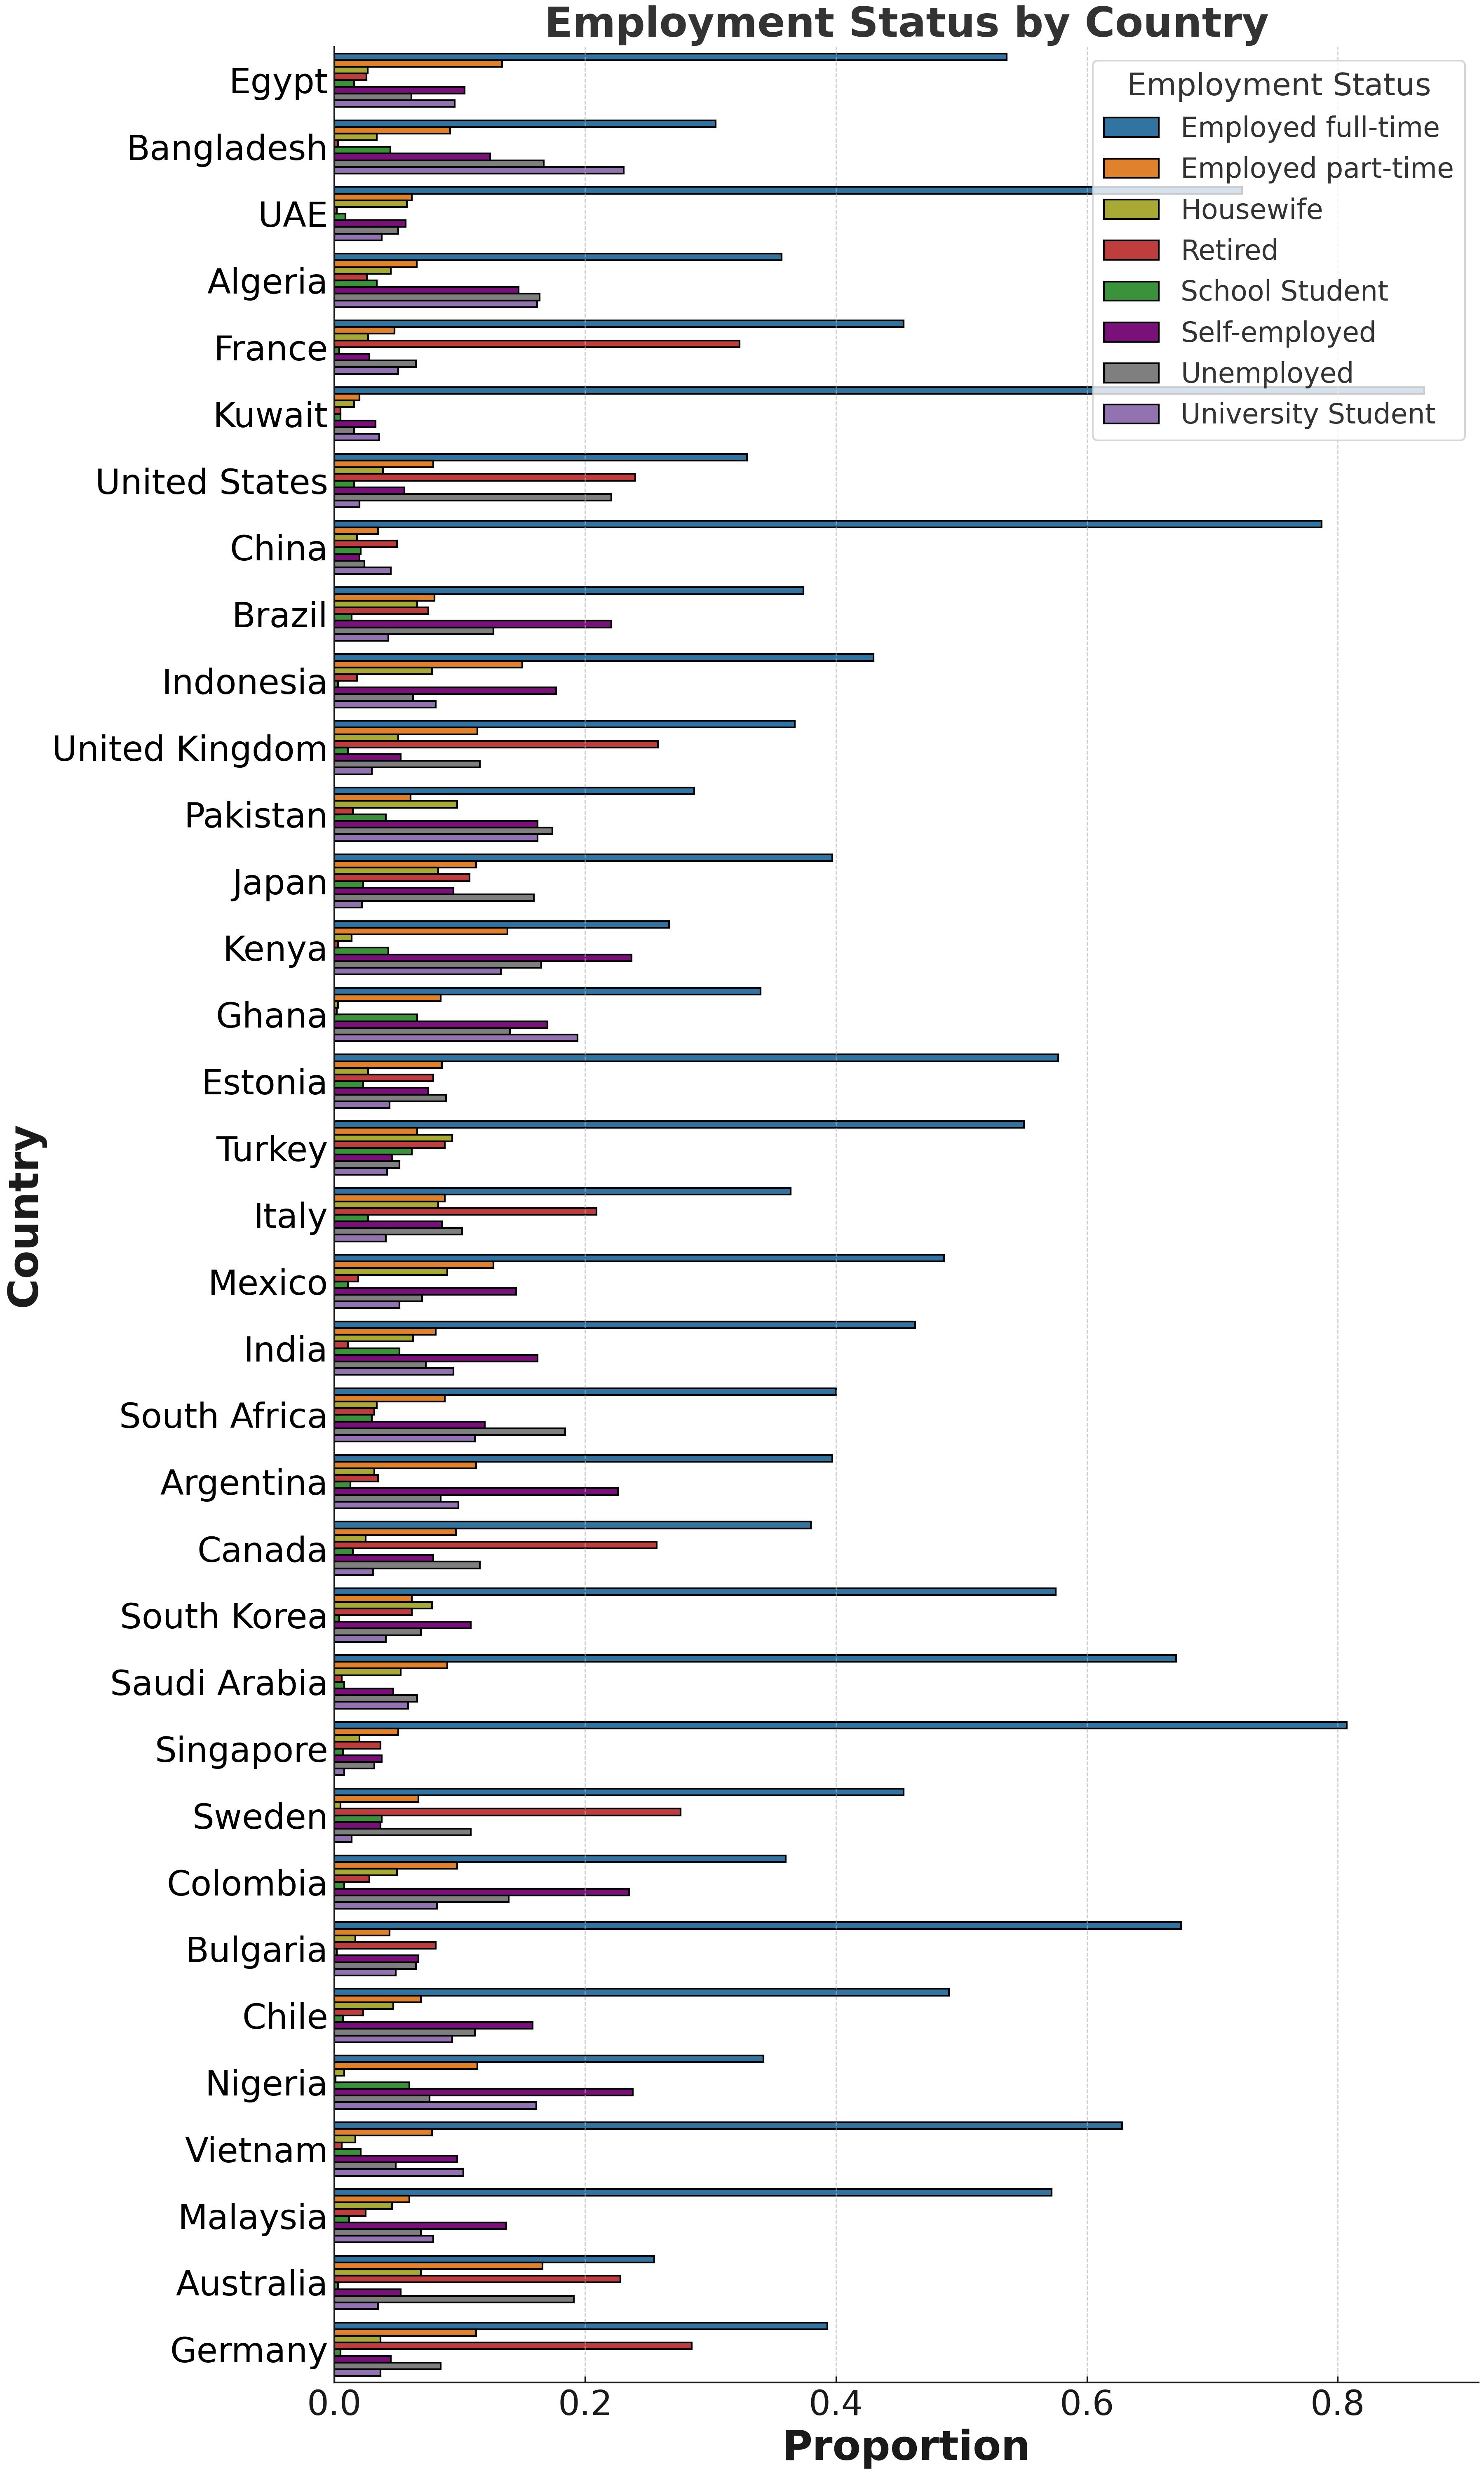 Employment Status by Country
Employment Status
Employed full-time
Employed part-time
Housewife
Retired
School Student
Self-employed
Unemployed
University Student
Country
Egypt
Bangladesh
UAE
Algeria
France
Kuwait
United States
China
Brazil
Indonesia
United Kingdom
Pakistan
Japan
Kenya
Ghana
Estonia
Turkey
Italy
Mexico
India
South Africa
Argentina
Canada
South Korea
Saudi Arabia
Singapore
Sweden
Colombia
Bulgaria
Chile
Nigeria
Vietnam
Malaysia
Australia
Germany
0.0 0.2 0.4 0.6 0.8
Proportion